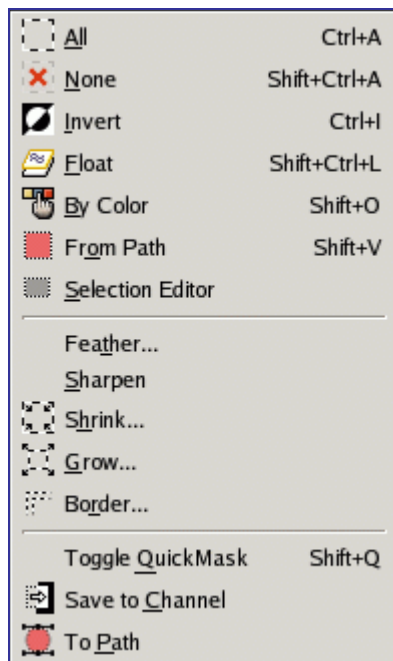 All Ctrl+A
None Shift+Ctrl+A
Invert Ctrl+I
Float Shift+Ctrl+L
By Color Shift+O
From Path Shift+V
Selection Editor
Feather...
Sharpen
Shrink...
Grow...
Border...
Toggle QuickMask Shift+Q
Save to Channel
To Path